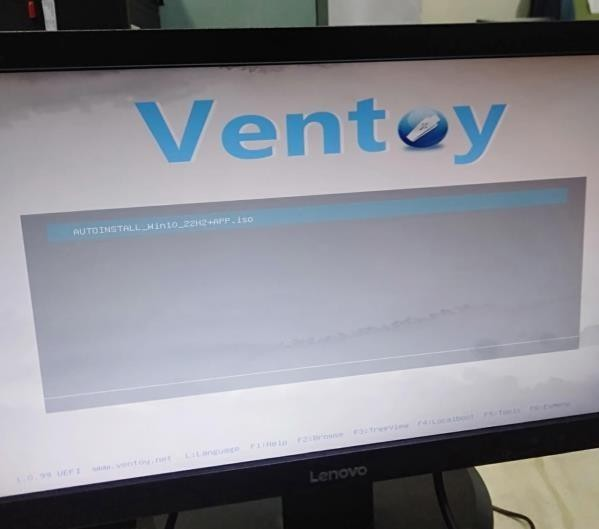 Ventoy
AUTOINSTALL_Win10_22H2+APP.iso
1.0.99 UEFI www.ventoy.net L:Language F1:Help F2:Browse F3:TreeView F4:Localboot F5:Tools F6:ExMenu
Lenovo